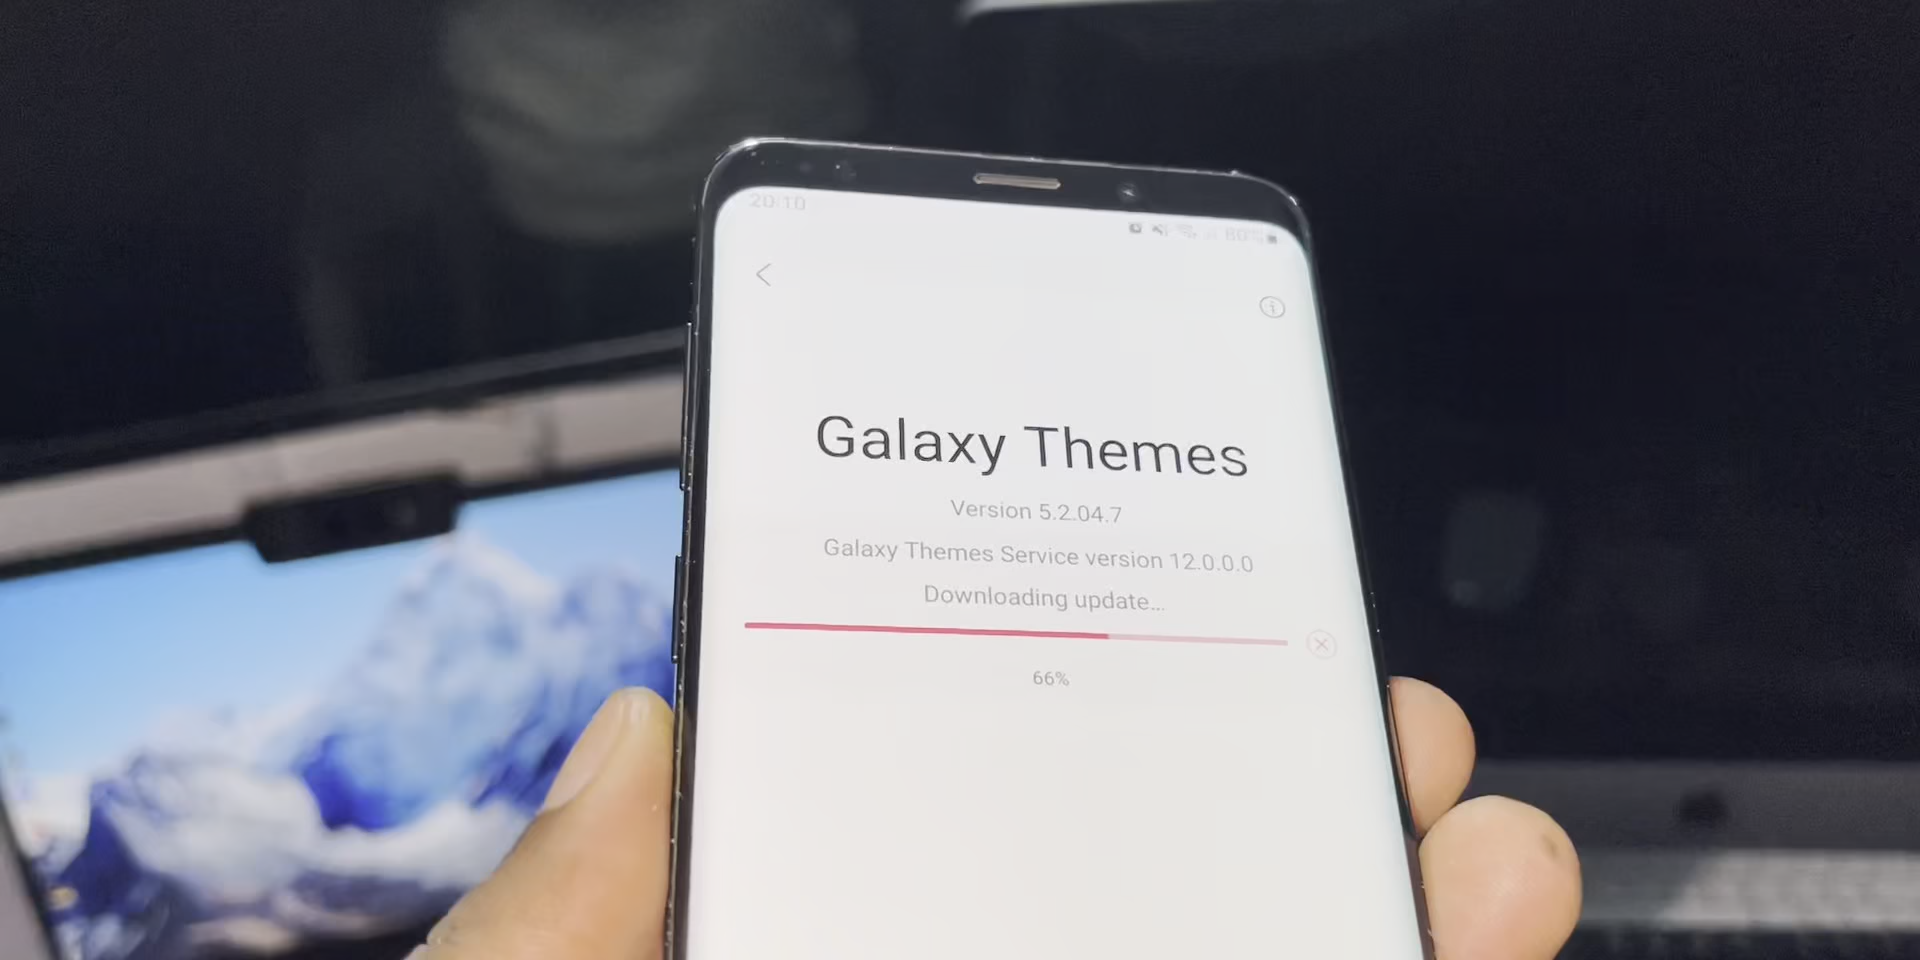 20:10
80%
Galaxy Themes
Version 5.2.04.7
Galaxy Themes Service version 12.0.0.0
Downloading update...
66%